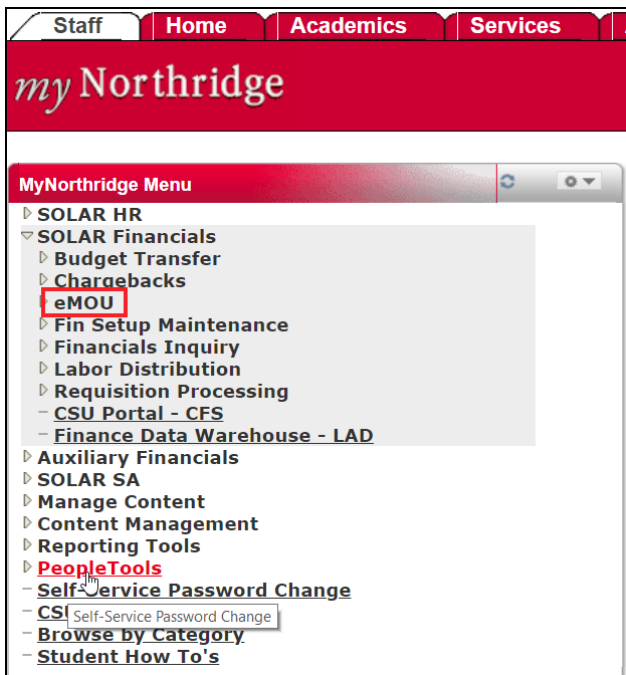 Staff Home Academics Services
my Northridge
MyNorthridge Menu
SOLAR HR
SOLAR Financials
Budget Transfer
Chargebacks
eMOU
Fin Setup Maintenance
Financials Inquiry
Labor Distribution
Requisition Processing
CSU Portal - CFS
Finance Data Warehouse - LAD
Auxiliary Financials
SOLAR SA
Manage Content
Content Management
Reporting Tools
PeopleTools
Self-Service Password Change
Self-Service Password Change
Browse by Category
Student How To's